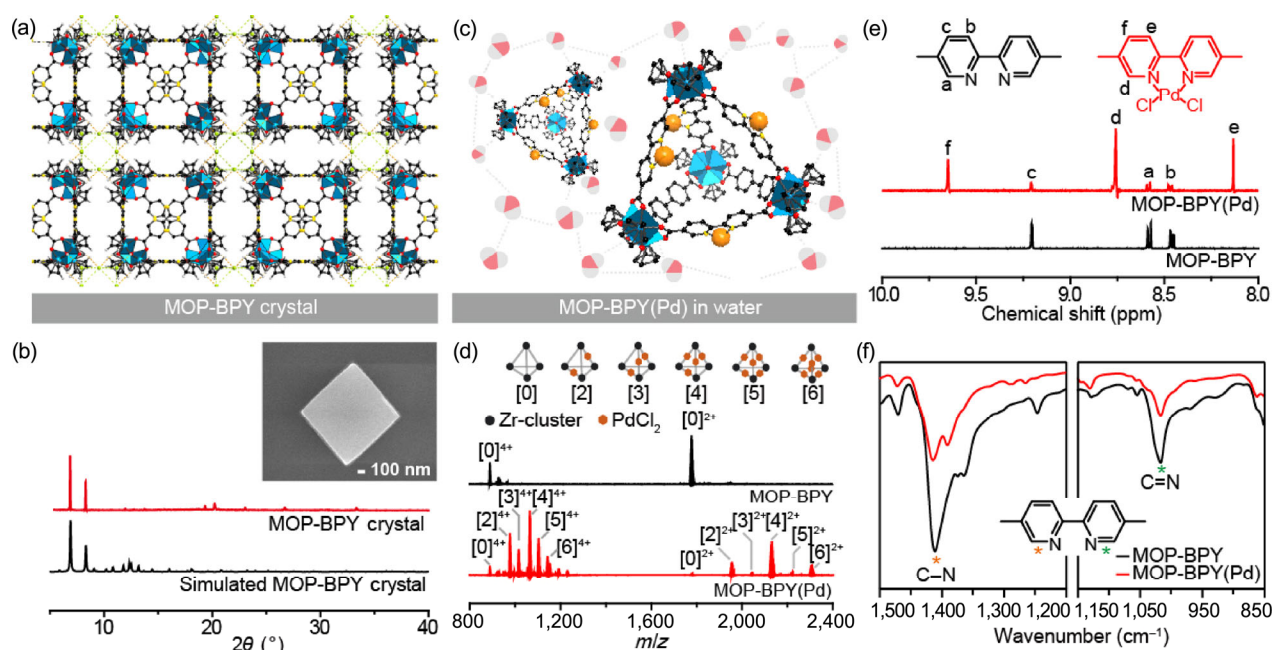 (a)
MOP-BPY crystal
(b)
100 nm
MOP-BPY crystal
Simulated MOP-BPY crystal
10 20 30 40
2θ (°)
(c)
MOP-BPY(Pd) in water
(d)
[0] [2] [3] [4] [5] [6]
Zr-cluster PdCl2
[0]2+
[0]4+
MOP-BPY
[3]4+ [4]4+
[2]4+ [5]4+
[0]4+ [6]4+
[3]2+ [4]2+
[2]2+ [5]2+
[0]2+ [6]2+
MOP-BPY(Pd)
800 1,200 1,600 2,000 2,400
m/z
(e)
c b f e
N N N N
a d Pd
Cl Cl
d
f e
c a b
MOP-BPY(Pd)
MOP-BPY
10.0 9.5 9.0 8.5 8.0
Chemical shift (ppm)
(f)
C=N
*
* N N *
* MOP-BPY
C–N MOP-BPY(Pd)
1,500 1,400 1,300 1,200 1,150 1,050 950 850
Wavenumber (cm−1)